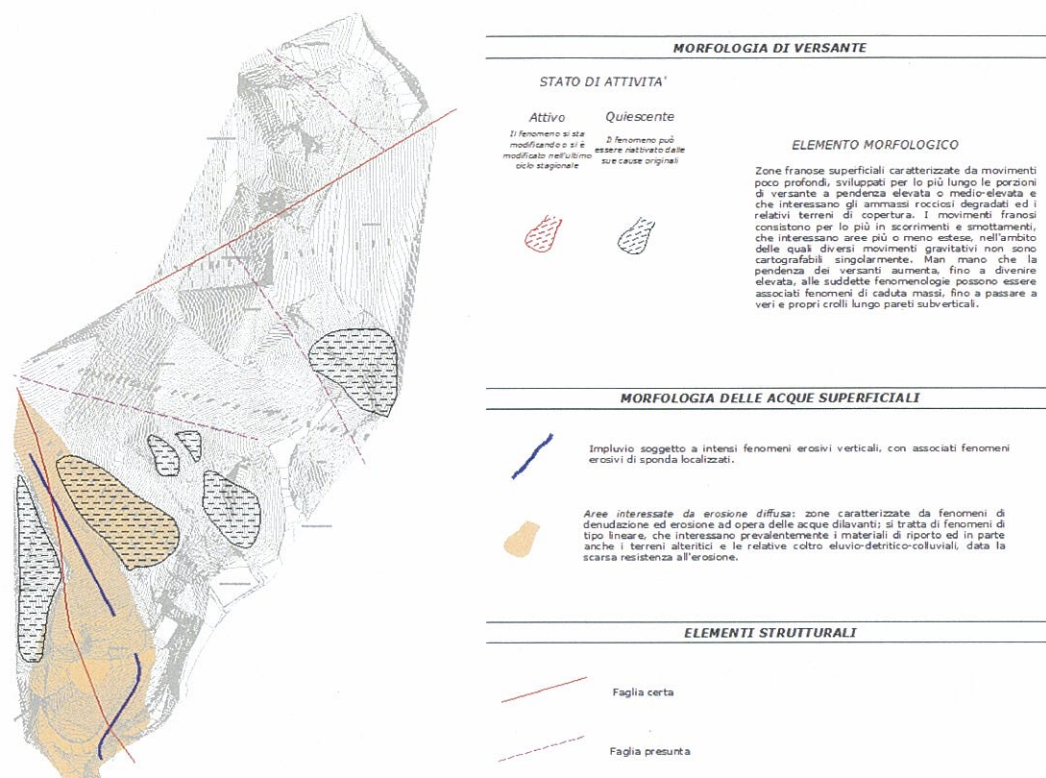 MORFOLOGIA DI VERSANTE
STATO DI ATTIVITA'
Attivo
Il fenomeno si sta
modificando o si è
modificato nell'ultimo
ciclo stagionale
Quiescente
Il fenomeno può
essere riattivato dalle
sue cause originali
ELEMENTO MORFOLOGICO
Zone franose superficiali caratterizzate da movimenti
poco profondi, sviluppati per lo più lungo le porzioni
di versante a pendenza elevata o medio-elevata e
che interessano gli ammassi rocciosi degradati ed i
relativi terreni di copertura. I movimenti franosi
consistono per lo più in scorrimenti e smottamenti,
che interessano aree più o meno estese, nell'ambito
delle quali diversi movimenti gravitativi non sono
cartografabili singolarmente. Man mano che la
pendenza dei versanti aumenta, fino a divenire
elevata, alle suddette fenomenologie possono essere
associati fenomeni di caduta massi, fino a passare a
veri e propri crolli lungo pareti subverticali.
MORFOLOGIA DELLE ACQUE SUPERFICIALI
Impluvio soggetto a intensi fenomeni erosivi verticali, con associati fenomeni
erosivi di sponda localizzati.
Aree interessate da erosione diffusa: zone caratterizzate da fenomeni di
denudazione ed erosione ad opera delle acque dilavanti; si tratta di fenomeni di
tipo lineare, che interessano prevalentemente i materiali di riporto ed in parte
anche i terreni alteritici e le relative coltro eluvio-detritico-colluviali, data la
scarsa resistenza all'erosione.
ELEMENTI STRUTTURALI
Faglia certa
Faglia presunta